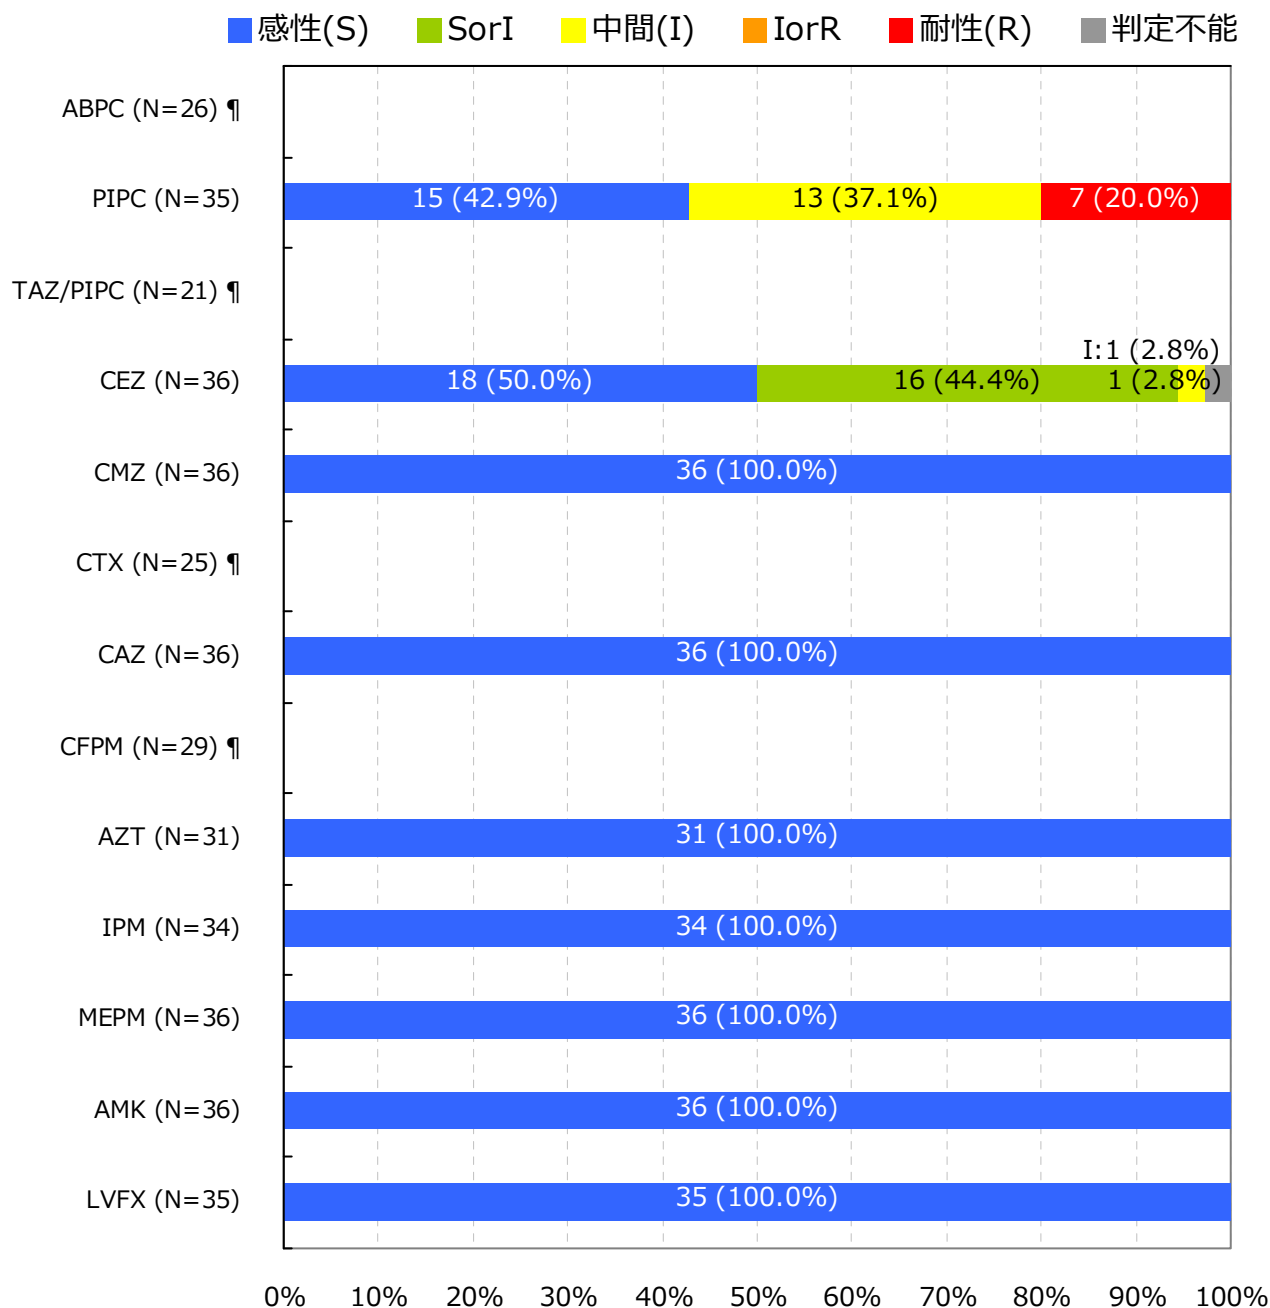 感性(S) SorI 中間(I) IorR 耐性(R) 判定不能
ABPC (N=26) ¶
PIPC (N=35) 15 (42.9%) 13 (37.1%) 7 (20.0%)
TAZ/PIPC (N=21) ¶
I:1 (2.8%)
CEZ (N=36) 18 (50.0%) 16 (44.4%) 1 (2.8%)
CMZ (N=36) 36 (100.0%)
CTX (N=25) ¶
CAZ (N=36) 36 (100.0%)
CFPM (N=29) ¶
AZT (N=31) 31 (100.0%)
IPM (N=34) 34 (100.0%)
MEPM (N=36) 36 (100.0%)
AMK (N=36) 36 (100.0%)
LVFX (N=35) 35 (100.0%)
0% 10% 20% 30% 40% 50% 60% 70% 80% 90% 100%